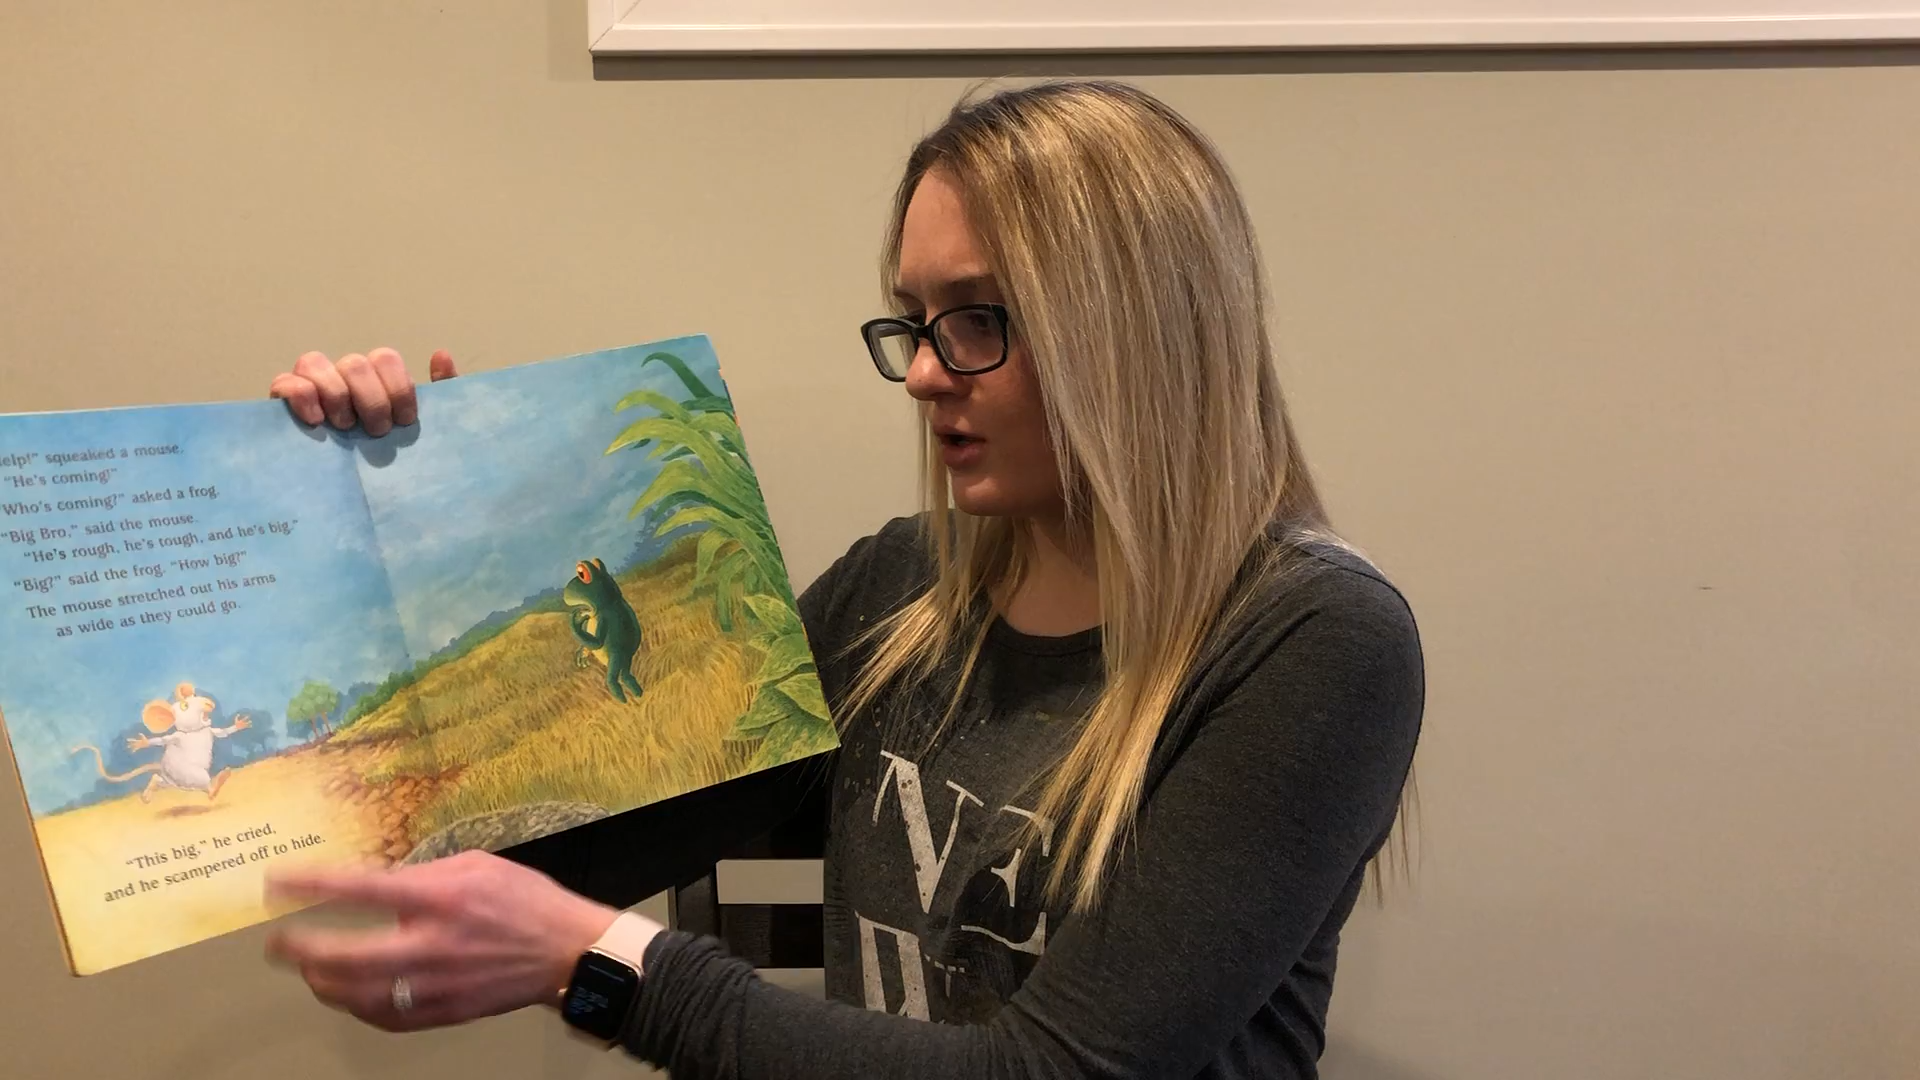 elp!" squeaked a mouse.
"He's coming!"
Who's coming?" asked a frog.
"Big Bro," said the mouse.
"He's rough, he's tough, and he's big."
"Big?" said the frog. "How big?"
The mouse stretched out his arms
as wide as they could go.
"This big," he cried,
and he scampered off to hide.